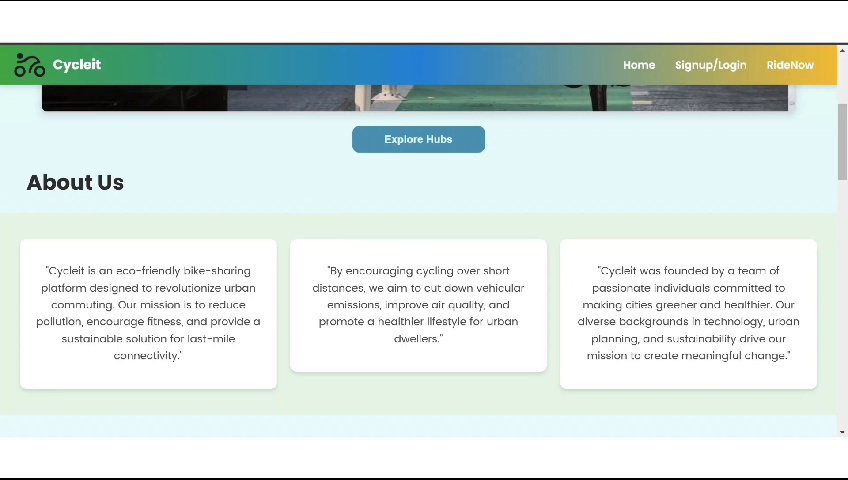 Cycleit
Home Signup/Login RideNow
Explore Hubs
About Us
"Cycleit is an eco-friendly bike-sharing
platform designed to revolutionize urban
commuting. Our mission is to reduce
pollution, encourage fitness, and provide a
sustainable solution for last-mile
connectivity."
"By encouraging cycling over short
distances, we aim to cut down vehicular
emissions, improve air quality, and
promote a healthier lifestyle for urban
dwellers."
"Cycleit was founded by a team of
passionate individuals committed to
making cities greener and healthier. Our
diverse backgrounds in technology, urban
planning, and sustainability drive our
mission to create meaningful change."